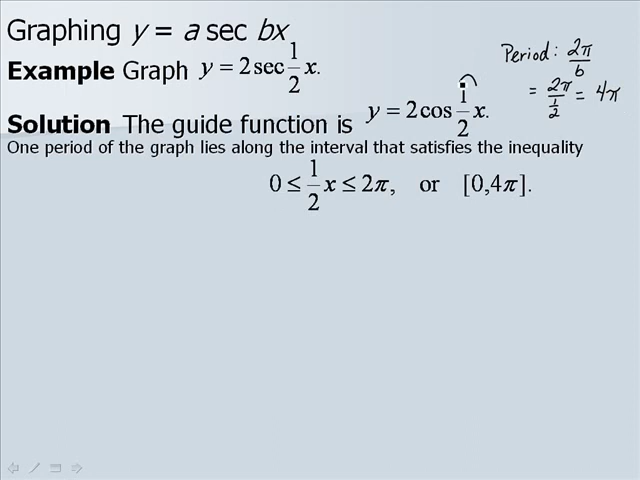 Graphing y = a sec bx
Example Graph y = 2 sec 1/2 x.
Period: 2π/b
= 2π/(1/2) = 4π
Solution The guide function is y = 2 cos 1/2 x.
One period of the graph lies along the interval that satisfies the inequality
0 ≤ 1/2 x ≤ 2π, or [0,4π].